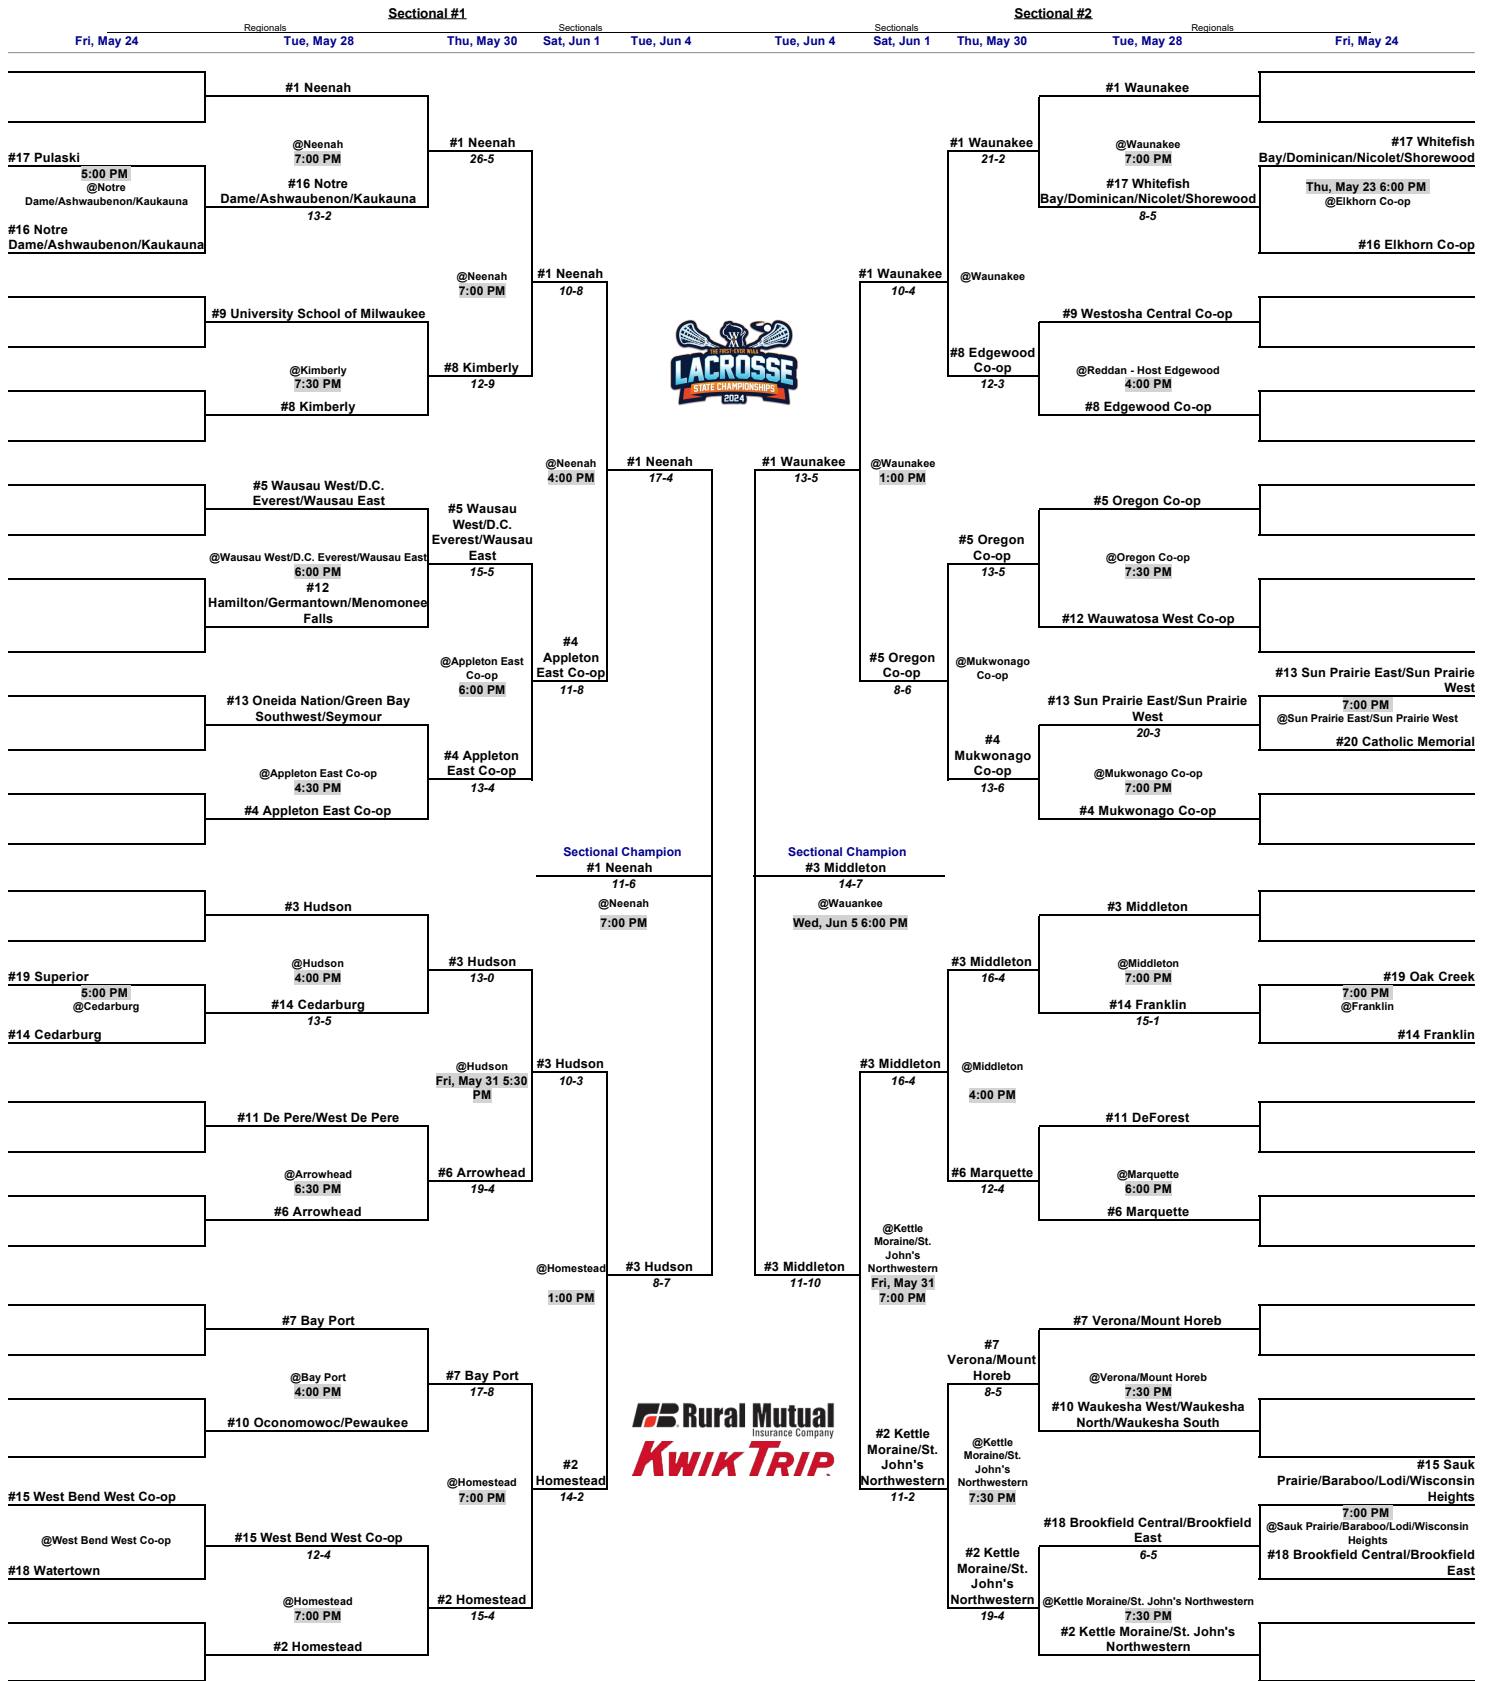 Sectional #1
Sectional #2
Regionals
Sectionals
Sectionals
Regionals
Fri, May 24
Tue, May 28
Thu, May 30
Sat, Jun 1
Tue, Jun 4
Tue, Jun 4
Sat, Jun 1
Thu, May 30
Tue, May 28
Fri, May 24
#17 Pulaski
5:00 PM
@Notre
Dame/Ashwaubenon/Kaukauna
#16 Notre
Dame/Ashwaubenon/Kaukauna
#19 Superior
5:00 PM
@Cedarburg
#14 Cedarburg
#15 West Bend West Co-op
@West Bend West Co-op
#18 Watertown
#1 Neenah
@Neenah
7:00 PM
#16 Notre
Dame/Ashwaubenon/Kaukauna
13-2
#9 University School of Milwaukee
@Kimberly
7:30 PM
#8 Kimberly
#5 Wausau West/D.C.
Everest/Wausau East
@Wausau West/D.C. Everest/Wausau East
6:00 PM
#12
Hamilton/Germantown/Menomonee
Falls
#13 Oneida Nation/Green Bay
Southwest/Seymour
@Appleton East Co-op
4:30 PM
#4 Appleton East Co-op
#3 Hudson
@Hudson
4:00 PM
#14 Cedarburg
13-5
#11 De Pere/West De Pere
@Arrowhead
6:30 PM
#6 Arrowhead
#7 Bay Port
@Bay Port
4:00 PM
#10 Oconomowoc/Pewaukee
#15 West Bend West Co-op
12-4
@Homestead
7:00 PM
#2 Homestead
#1 Neenah
26-5
@Neenah
7:00 PM
#8 Kimberly
12-9
#5 Wausau
West/D.C.
Everest/Wausau
East
15-5
@Appleton East
Co-op
6:00 PM
#4 Appleton
East Co-op
13-4
#3 Hudson
13-0
@Hudson
Fri, May 31 5:30
PM
#6 Arrowhead
19-4
#7 Bay Port
17-8
@Homestead
7:00 PM
#2 Homestead
15-4
#1 Neenah
10-8
@Neenah
4:00 PM
#4
Appleton
East Co-op
11-8
#3 Hudson
10-3
@Homestead
1:00 PM
#2
Homestead
14-2
#1 Neenah
17-4
#3 Hudson
8-7
Sectional Champion
#1 Neenah
11-6
@Neenah
7:00 PM
THE FIRST-EVER WIAA
LACROSSE
STATE CHAMPIONSHIPS
2024
Rural Mutual
Insurance Company
KWIK TRIP
Sectional Champion
#3 Middleton
14-7
@Wauankee
Wed, Jun 5 6:00 PM
#1 Waunakee
13-5
#3 Middleton
11-10
#1 Waunakee
10-4
@Waunakee
1:00 PM
#5 Oregon
Co-op
8-6
#3 Middleton
16-4
@Kettle
Moraine/St.
John's
Northwestern
Fri, May 31
7:00 PM
#2 Kettle
Moraine/St.
John's
Northwestern
11-2
#1 Waunakee
21-2
@Waunakee
#8 Edgewood
Co-op
12-3
#5 Oregon
Co-op
13-5
@Mukwonago
Co-op
#4
Mukwonago
Co-op
13-6
#3 Middleton
16-4
@Middleton
4:00 PM
#6 Marquette
12-4
#7
Verona/Mount
Horeb
8-5
@Kettle
Moraine/St.
John's
Northwestern
7:30 PM
#2 Kettle
Moraine/St.
John's
Northwestern
19-4
#1 Waunakee
@Waunakee
7:00 PM
#17 Whitefish
Bay/Dominican/Nicolet/Shorewood
8-5
#9 Westosha Central Co-op
@Reddan - Host Edgewood
4:00 PM
#8 Edgewood Co-op
#5 Oregon Co-op
@Oregon Co-op
7:30 PM
#12 Wauwatosa West Co-op
#13 Sun Prairie East/Sun Prairie
West
20-3
@Mukwonago Co-op
7:00 PM
#4 Mukwonago Co-op
#3 Middleton
@Middleton
7:00 PM
#14 Franklin
15-1
#11 DeForest
@Marquette
6:00 PM
#6 Marquette
#7 Verona/Mount Horeb
@Verona/Mount Horeb
7:30 PM
#10 Waukesha West/Waukesha
North/Waukesha South
#18 Brookfield Central/Brookfield
East
6-5
@Kettle Moraine/St. John's Northwestern
7:30 PM
#2 Kettle Moraine/St. John's
Northwestern
#17 Whitefish
Bay/Dominican/Nicolet/Shorewood
Thu, May 23 6:00 PM
@Elkhorn Co-op
#16 Elkhorn Co-op
#13 Sun Prairie East/Sun Prairie
West
7:00 PM
@Sun Prairie East/Sun Prairie West
#20 Catholic Memorial
#19 Oak Creek
7:00 PM
@Franklin
#14 Franklin
#15 Sauk
Prairie/Baraboo/Lodi/Wisconsin
Heights
7:00 PM
@Sauk Prairie/Baraboo/Lodi/Wisconsin
Heights
#18 Brookfield Central/Brookfield
East